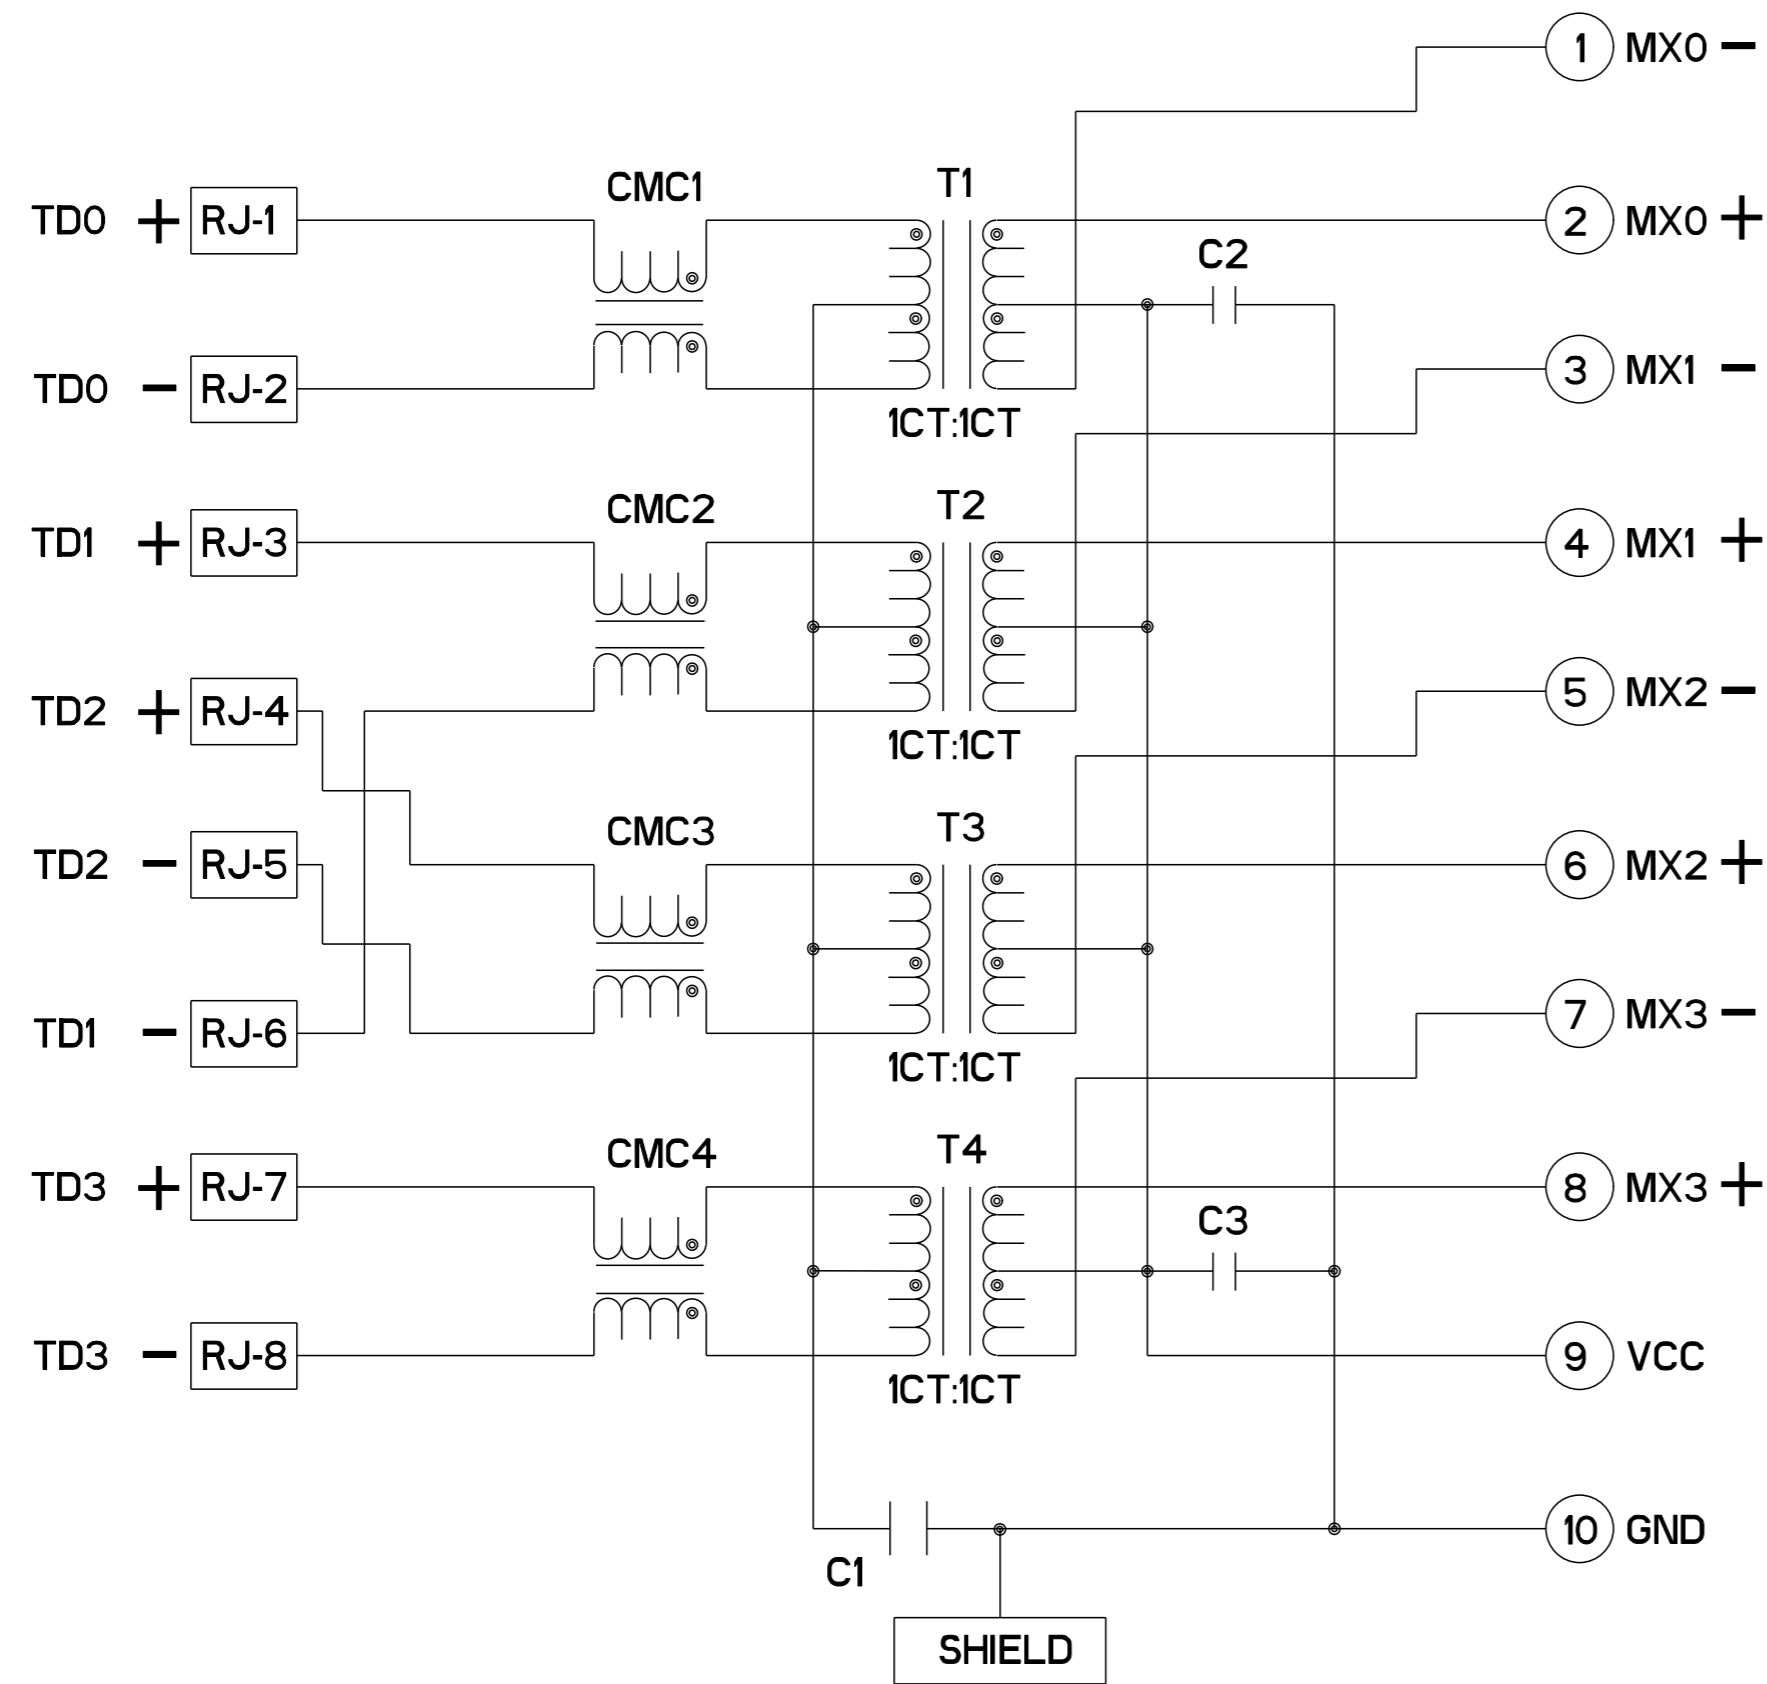 1 MX0 -
CMC1 T1
TD0 + RJ-1 2 MX0 +
C2
3 MX1 -
TD0 - RJ-2
1CT:1CT
CMC2 T2
TD1 + RJ-3 4 MX1 +
5 MX2 -
TD2 + RJ-4
1CT:1CT
CMC3 T3
TD2 - RJ-5 6 MX2 +
7 MX3 -
TD1 - RJ-6
1CT:1CT
CMC4 T4
TD3 + RJ-7 8 MX3 +
C3
TD3 - RJ-8 9 VCC
1CT:1CT
10 GND
C1
SHIELD